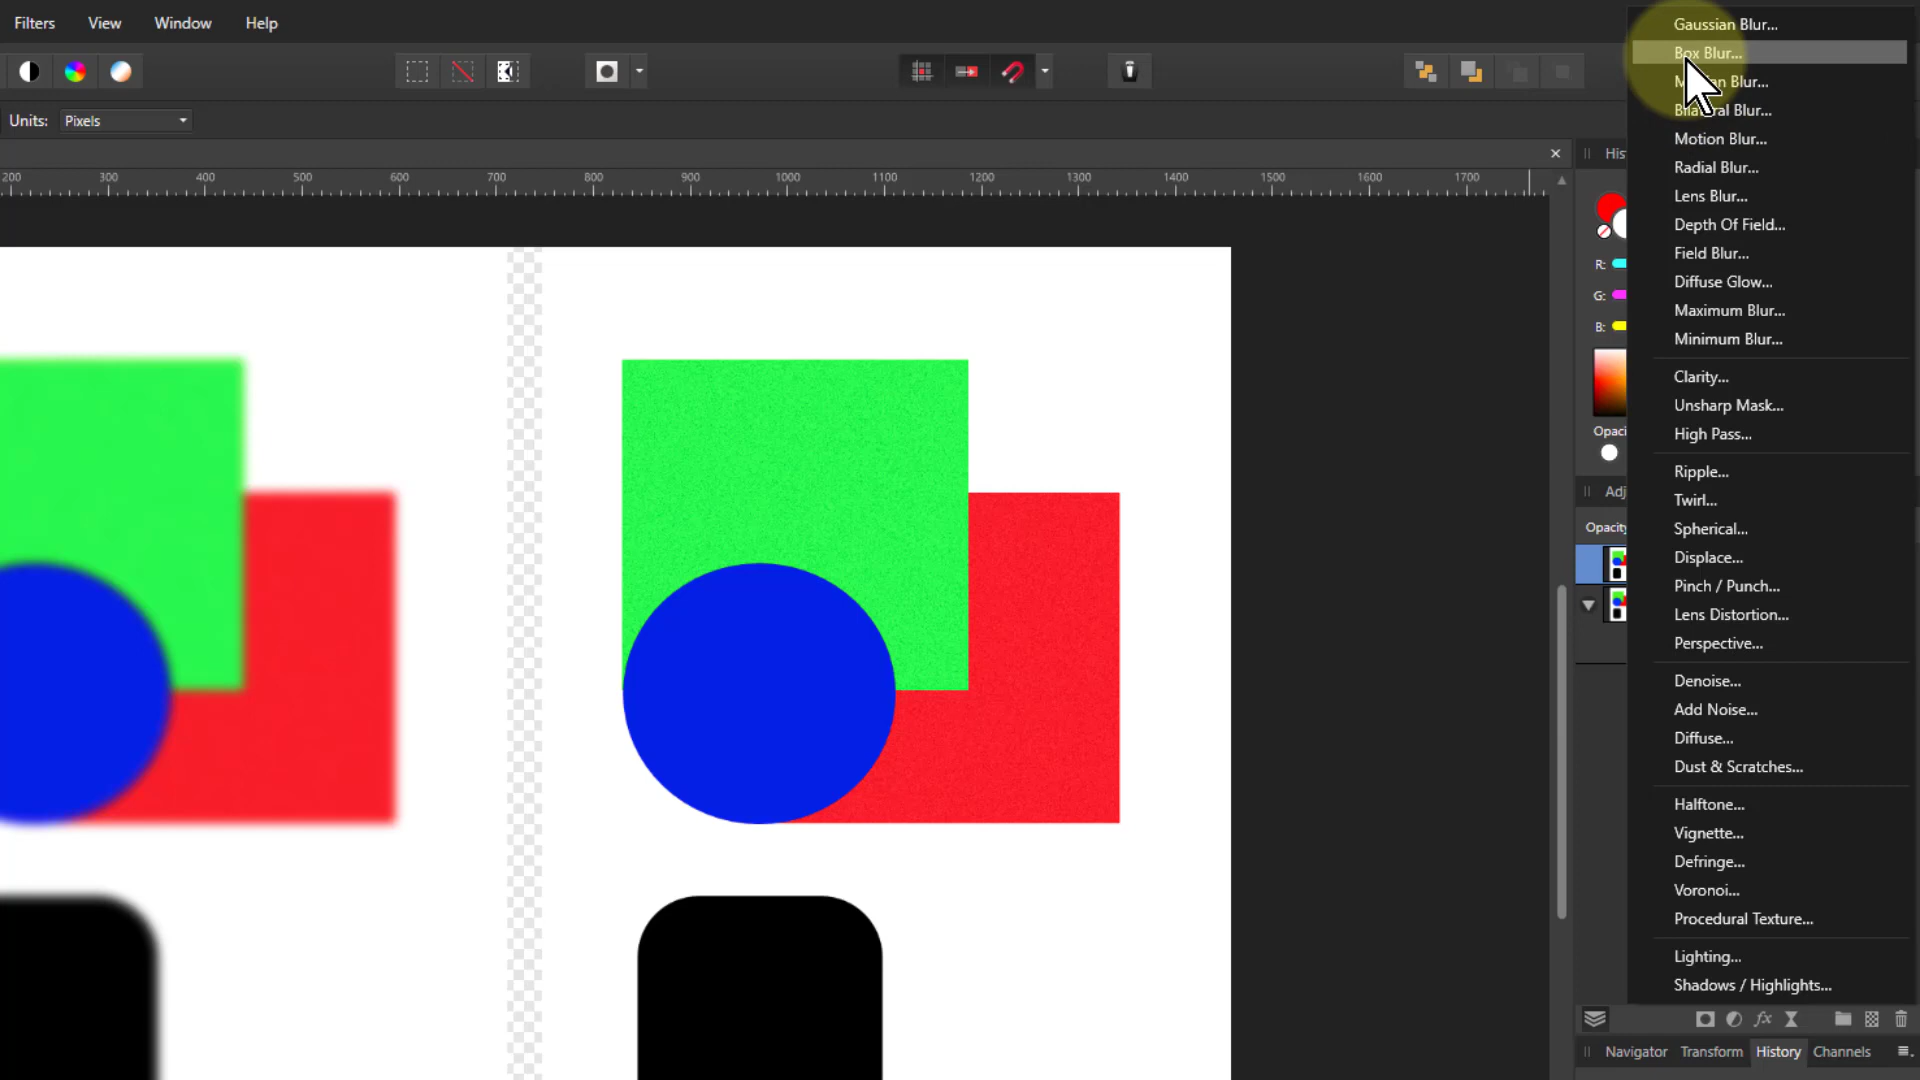 Filters View Window Help
Units: Pixels
200 300 400 500 600 700 800 900 1000 1100 1200 1300 1400 1500 1600 1700
His
R:
G:
B:
Opaci
Adj
Opacity
Gaussian Blur...
Box Blur...
Blur...
Blur...
Motion Blur...
Radial Blur...
Lens Blur...
Depth Of Field...
Field Blur...
Diffuse Glow...
Maximum Blur...
Minimum Blur...
Clarity...
Unsharp Mask...
High Pass...
Ripple...
Twirl...
Spherical...
Displace...
Pinch / Punch...
Lens Distortion...
Perspective...
Denoise...
Add Noise...
Diffuse...
Dust & Scratches...
Halftone...
Vignette...
Defringe...
Voronoi...
Procedural Texture...
Lighting...
Shadows / Highlights...
fx
Navigator Transform History Channels